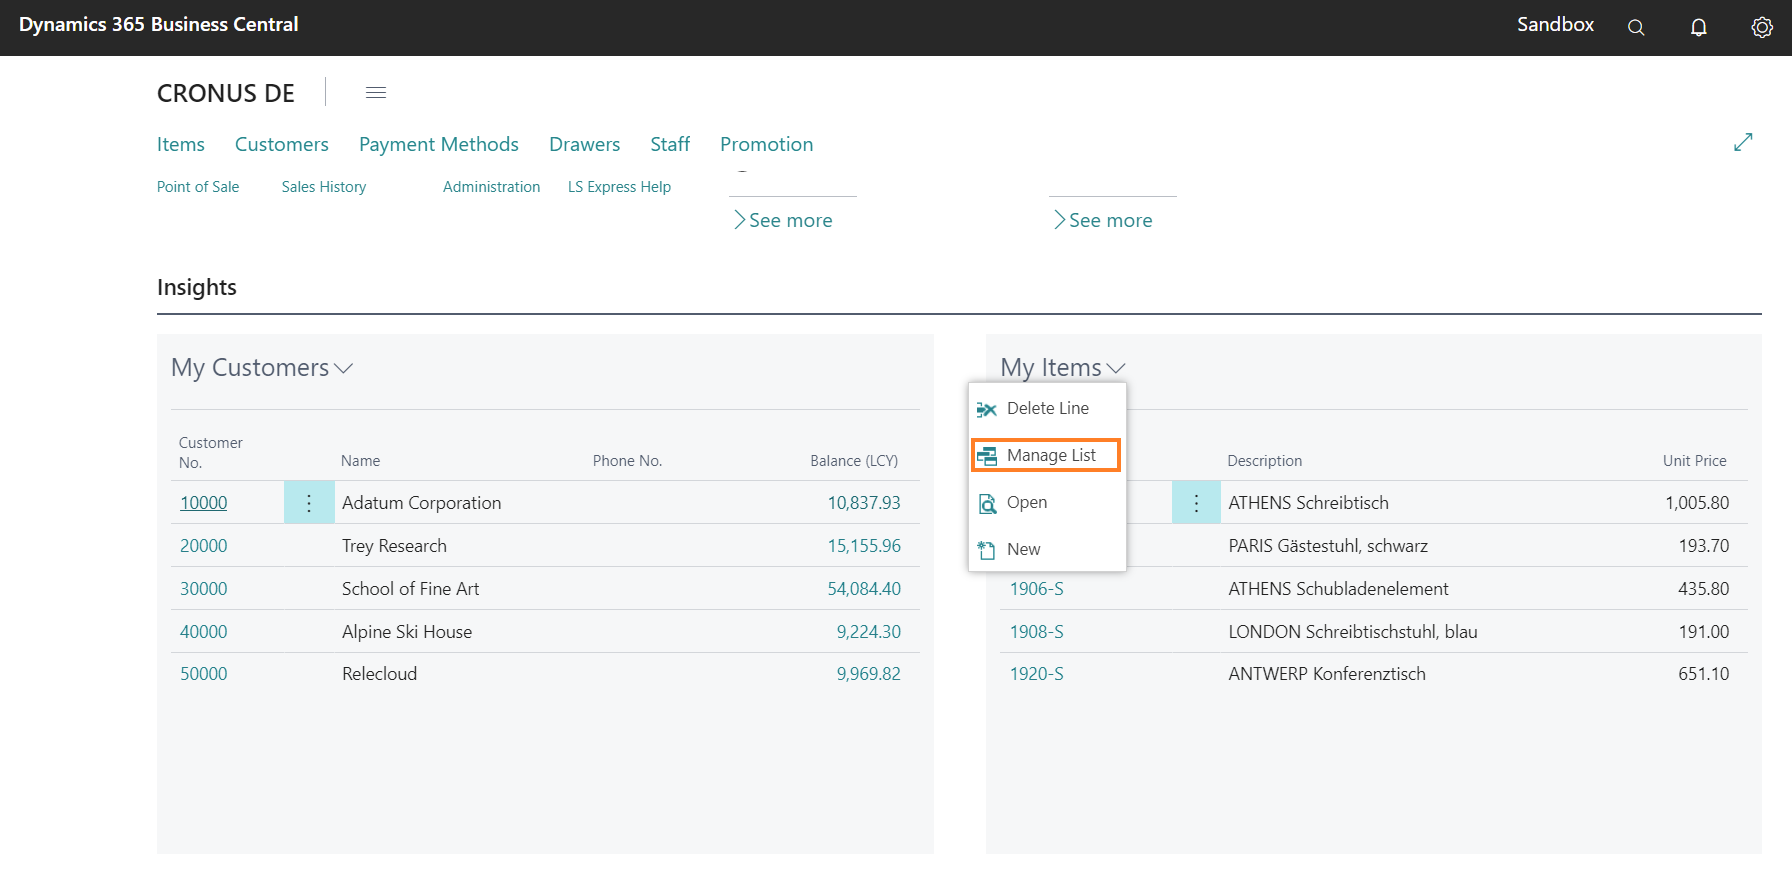 Dynamics 365 Business Central
Sandbox
CRONUS DE
Items Customers Payment Methods Drawers Staff Promotion
Point of Sale Sales History Administration LS Express Help
See more
See more
Insights
My Customers
Customer No. Name Phone No. Balance (LCY)
10000 Adatum Corporation 10,837.93
20000 Trey Research 15,155.96
30000 School of Fine Art 54,084.40
40000 Alpine Ski House 9,224.30
50000 Relecloud 9,969.82
My Items
Delete Line
Manage List
Open
New
Description Unit Price
ATHENS Schreibtisch 1,005.80
PARIS Gästestuhl, schwarz 193.70
1906-S ATHENS Schubladenelement 435.80
1908-S LONDON Schreibtischstuhl, blau 191.00
1920-S ANTWERP Konferenztisch 651.10